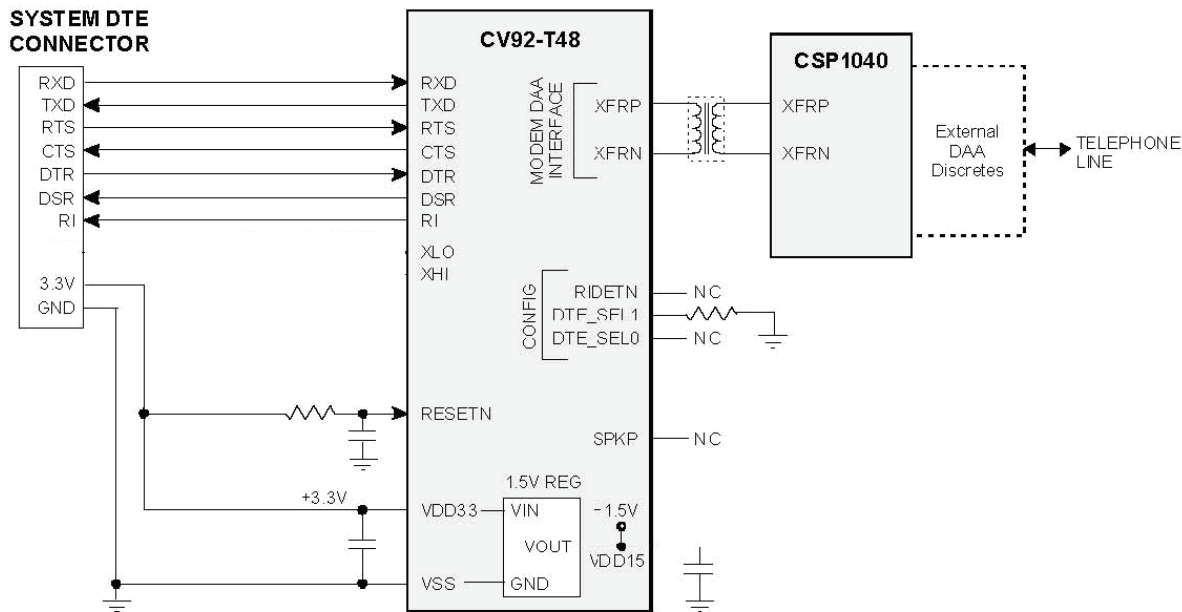 SYSTEM DTE
CONNECTOR
RXD
TXD
RTS
CTS
DTR
DSR
RI
3.3V
GND
CV92-T48
RXD
TXD
RTS
CTS
DTR
DSR
RI
XLO
XHI
MODEM DAA
INTERFACE
XFRP
XFRN
CSP1040
XFRP
XFRN
External
DAA
Discretes
TELEPHONE
LINE
CONFIG
RIDETN
NC
DTE_SEL1
DTE_SEL0
NC
RESETN
SPKP
NC
+3.3V
VDD33
VSS
1.5V REG
VIN
VOUT
GND
-1.5V
VDD15